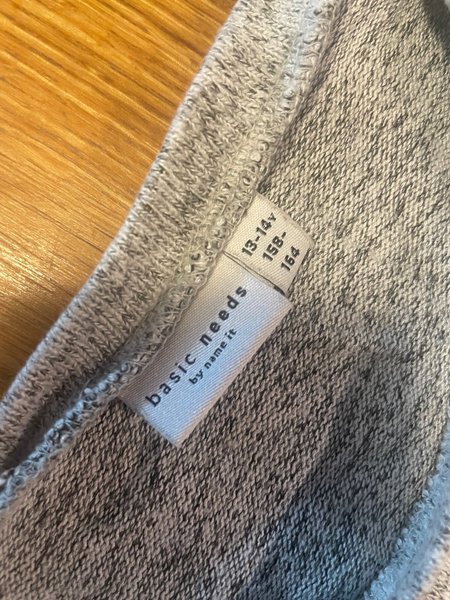 basic needs
by name it
13-14Y
158-
164